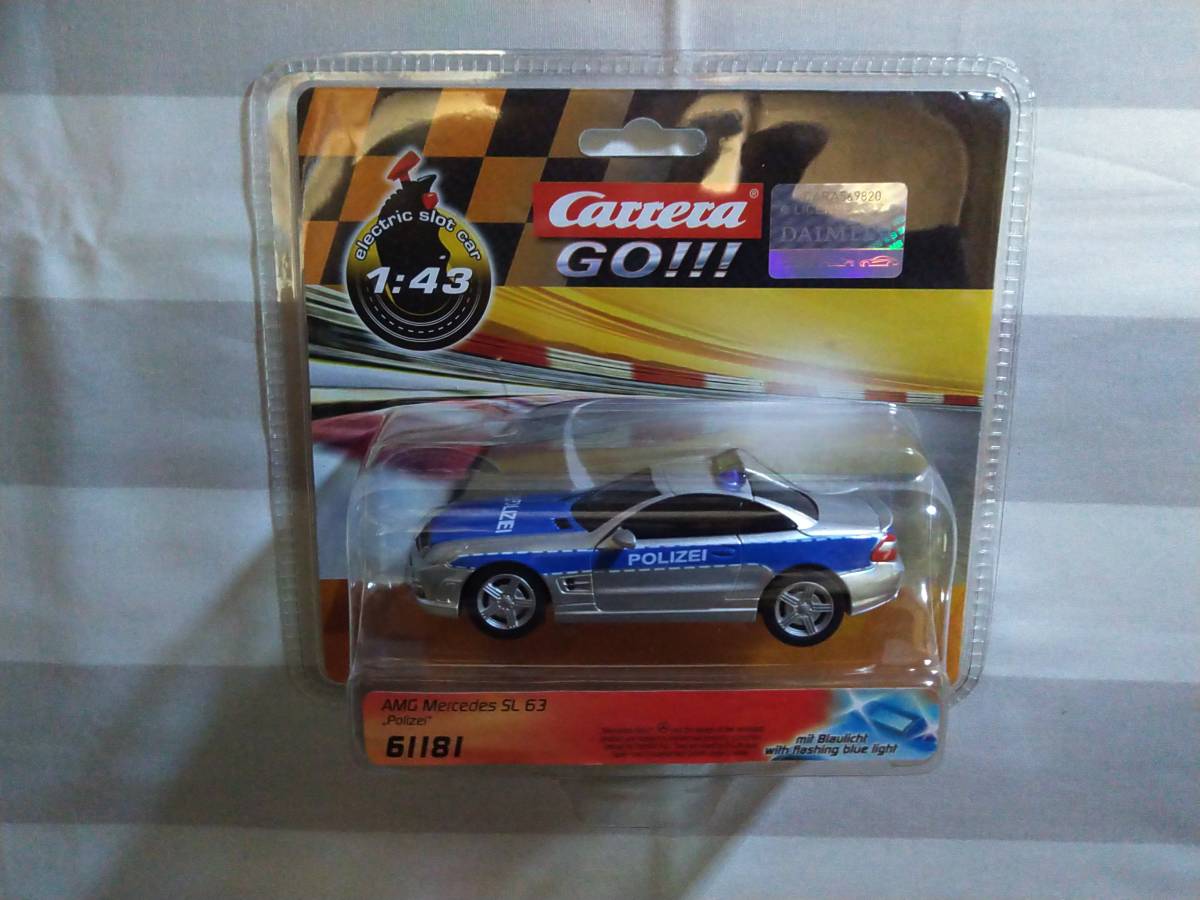 electric slot car
1:43
Carrera®
GO!!!
DAIMLER
POLIZEI
POLIZEI
AMG Mercedes SL 63
„Polizei"
61181
mit Blaulicht
with flashing blue light